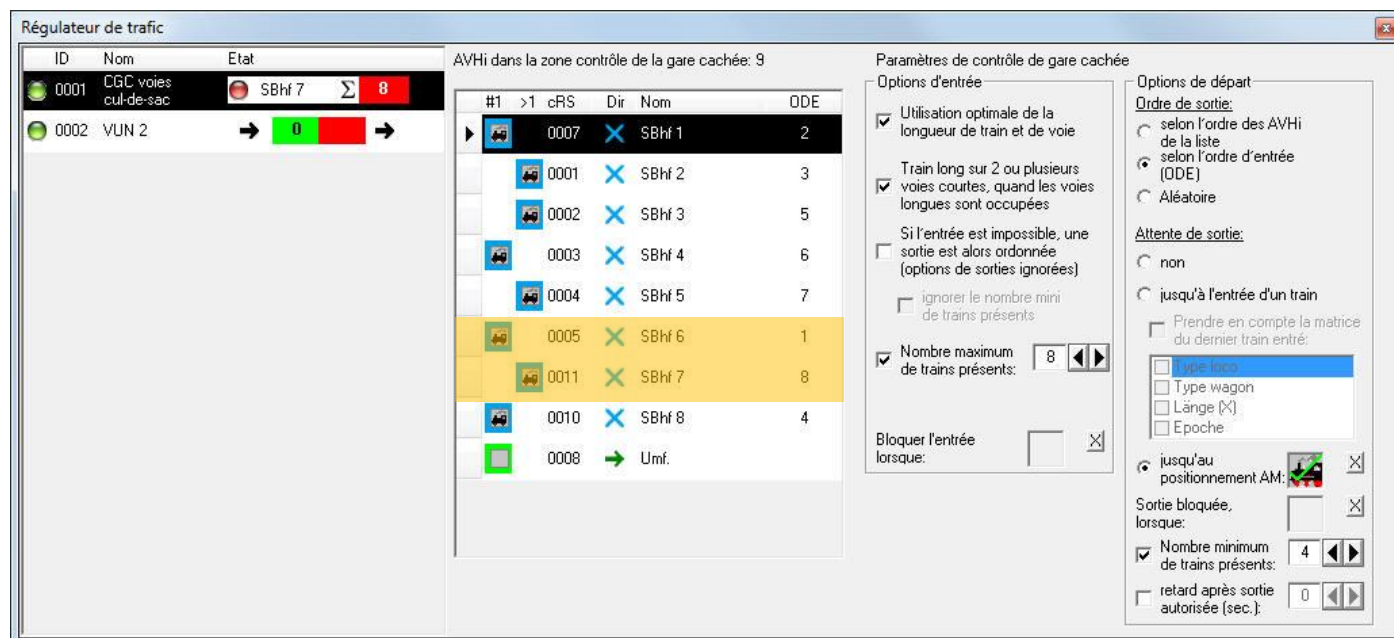 Régulateur de trafic
ID Nom Etat
0001 CGC voies cul-de-sac SBhf 7 Σ 8
0002 VUN 2 0
AVHi dans la zone contrôle de la gare cachée: 9
#1 >1 cRS Dir Nom ODE
0007 SBhf 1 2
0001 SBhf 2 3
0002 SBhf 3 5
0003 SBhf 4 6
0004 SBhf 5 7
0005 SBhf 6 1
0011 SBhf 7 8
0010 SBhf 8 4
0008 Umf.
Paramètres de contrôle de gare cachée
Options d'entrée
Utilisation optimale de la
longueur de train et de voie
Train long sur 2 ou plusieurs
voies courtes, quand les voies
longues sont occupées
Si l´entrée est impossible, une
sortie est alors ordonnée
(options de sorties ignorées)
ignorer le nombre mini
de trains présents
Nombre maximum
de trains présents: 8
Bloquer l'entrée
lorsque: X
Options de départ
Ordre de sortie:
selon l´ordre des AVHi
de la liste
selon l´ordre d´entrée
(ODE)
Aléatoire
Attente de sortie:
non
jusqu'à l'entrée d'un train
Prendre en compte la matrice
du dernier train entré:
Type loco
Type wagon
Länge (X)
Epoche
jusqu'au
positionnement AM: X
Sortie bloquée,
lorsque: X
Nombre minimum
de trains présents: 4
retard après sortie
autorisée (sec.): 0